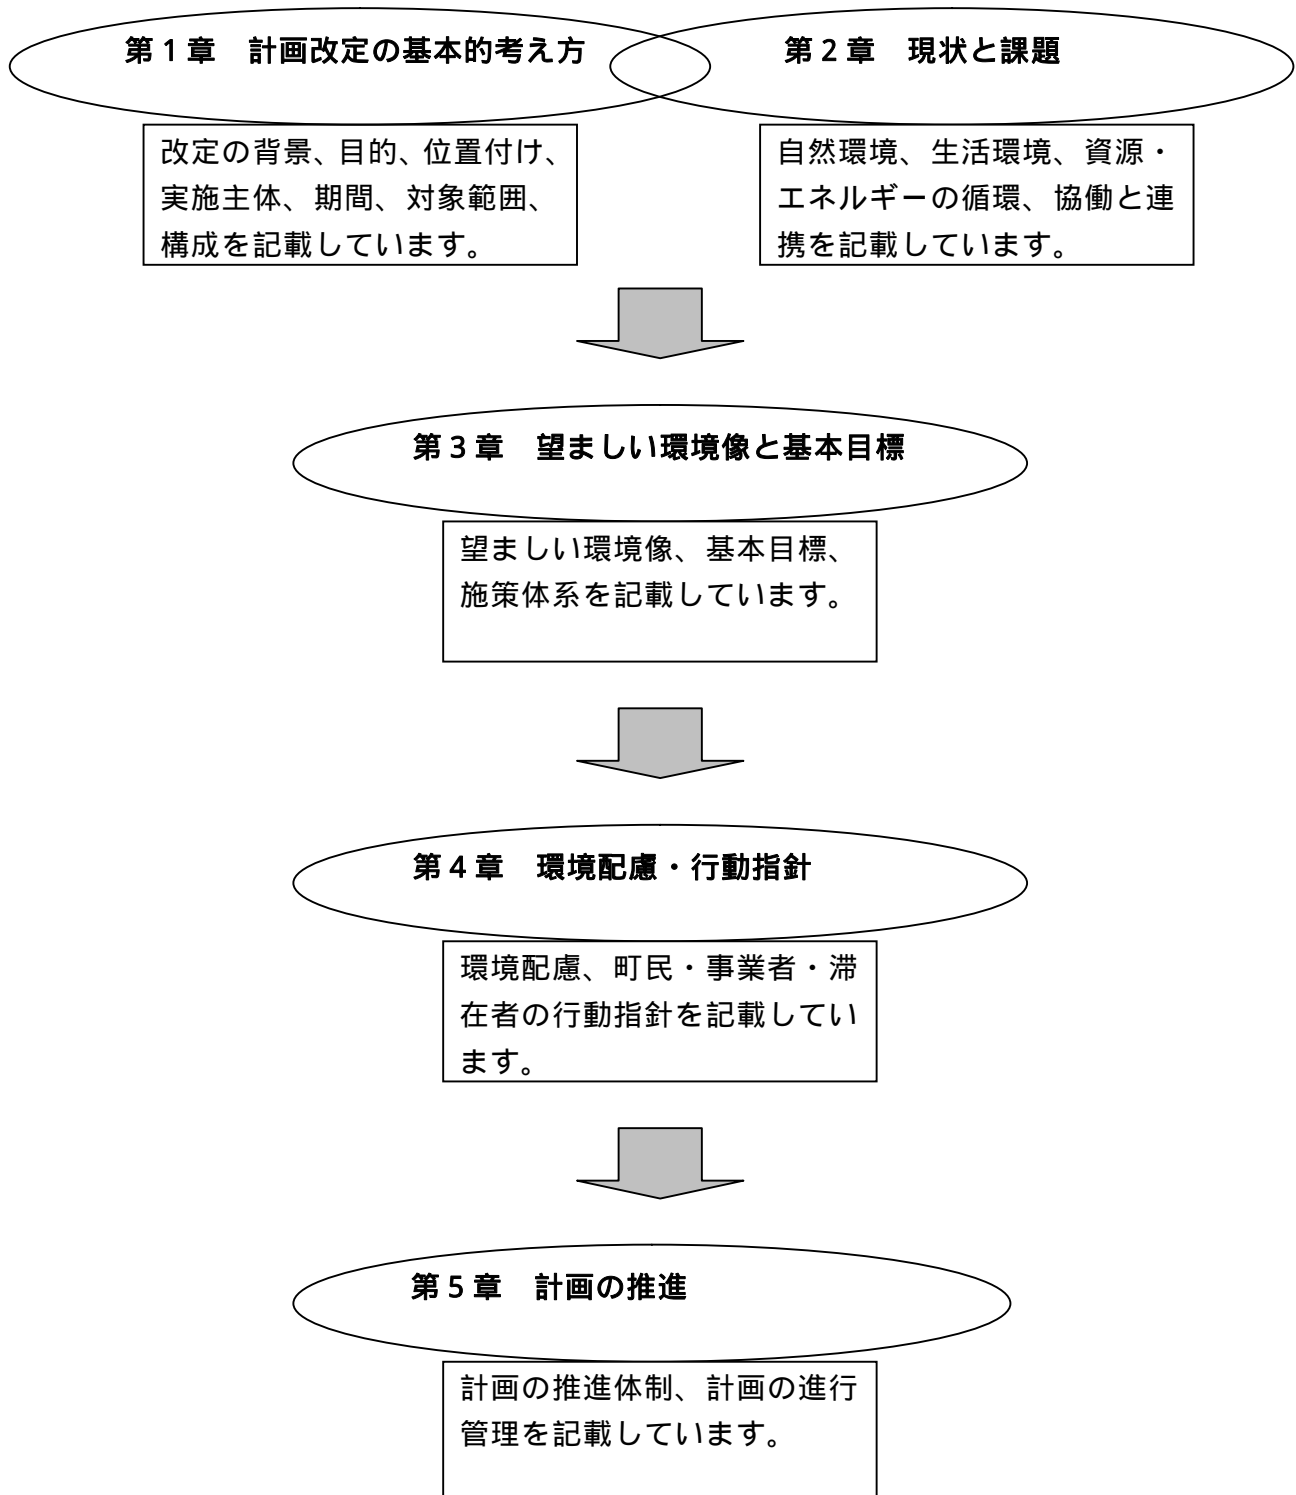 第１章　計画改定の基本的考え方
第２章　現状と課題
改定の背景、目的、位置付け、
実施主体、期間、対象範囲、
構成を記載しています。
自然環境、生活環境、資源・
エネルギーの循環、協働と連
携を記載しています。
第３章　望ましい環境像と基本目標
望ましい環境像、基本目標、
施策体系を記載しています。
第４章　環境配慮・行動指針
環境配慮、町民・事業者・滞
在者の行動指針を記載してい
ます。
第５章　計画の推進
計画の推進体制、計画の進行
管理を記載しています。